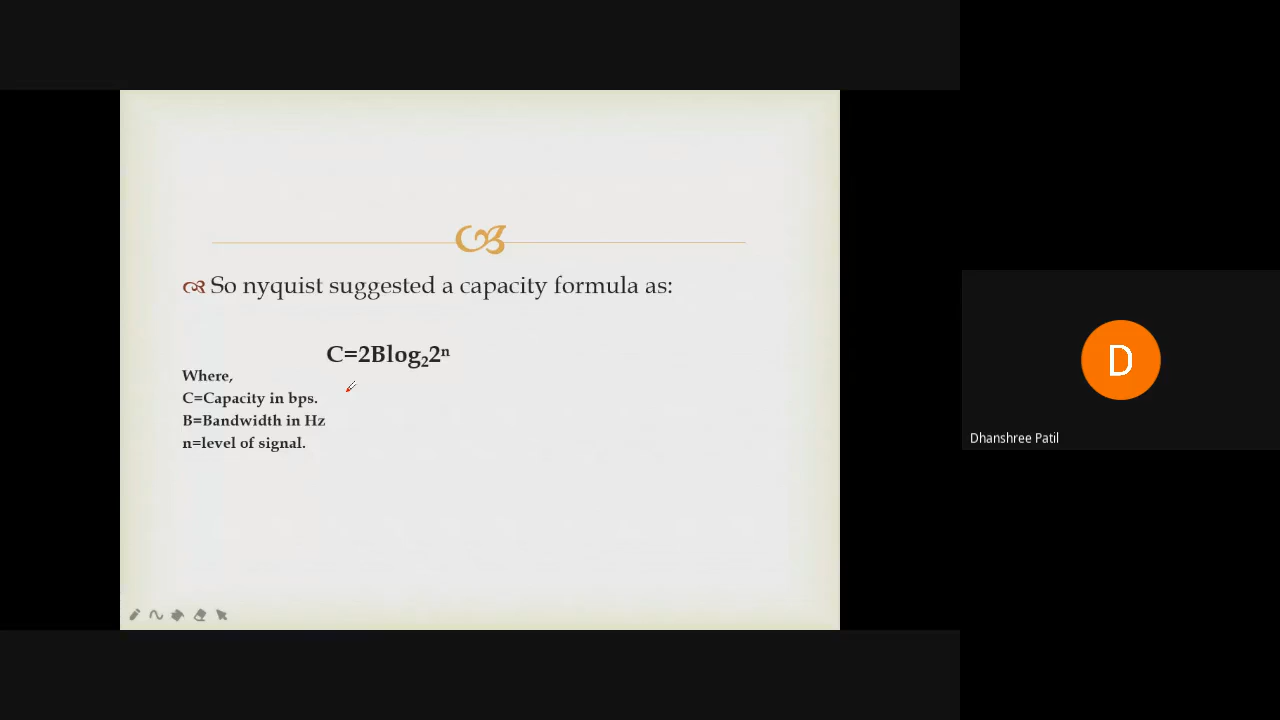 So nyquist suggested a capacity formula as:
C=2Blog₂2ⁿ
Where,
C=Capacity in bps.
B=Bandwidth in Hz
n=level of signal.
D
Dhanshree Patil